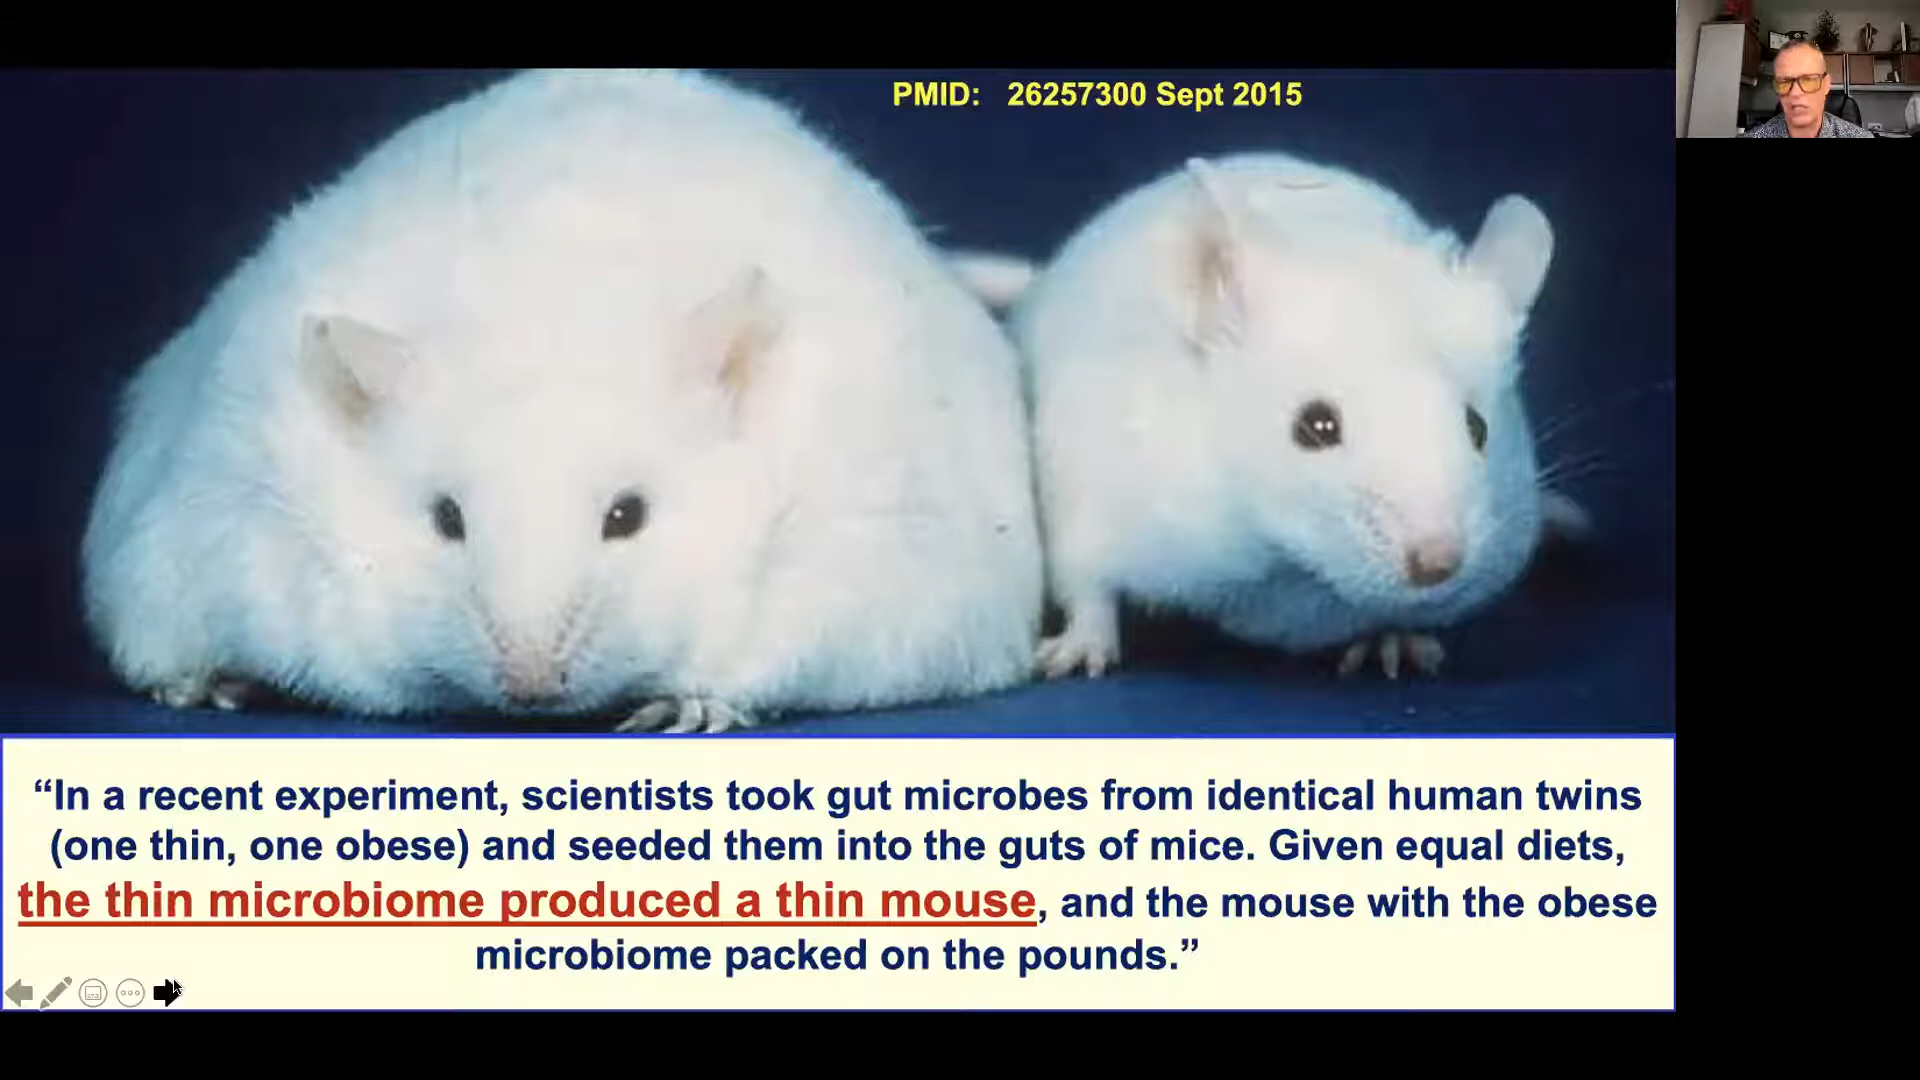 PMID: 26257300 Sept 2015
“In a recent experiment, scientists took gut microbes from identical human twins
(one thin, one obese) and seeded them into the guts of mice. Given equal diets,
the thin microbiome produced a thin mouse, and the mouse with the obese
microbiome packed on the pounds.”